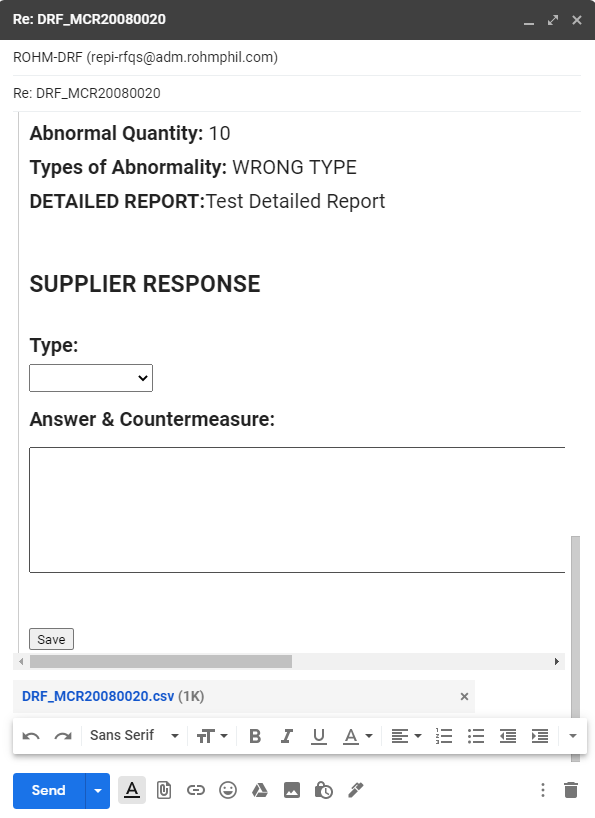 Re: DRF_MCR20080020
ROHM-DRF (repi-rfqs@adm.rohmphil.com)
Re: DRF_MCR20080020
Abnormal Quantity: 10
Types of Abnormality: WRONG TYPE
DETAILED REPORT:Test Detailed Report
SUPPLIER RESPONSE
Type:
Answer & Countermeasure:
Save
DRF_MCR20080020.csv (1K)
Sans Serif
Send